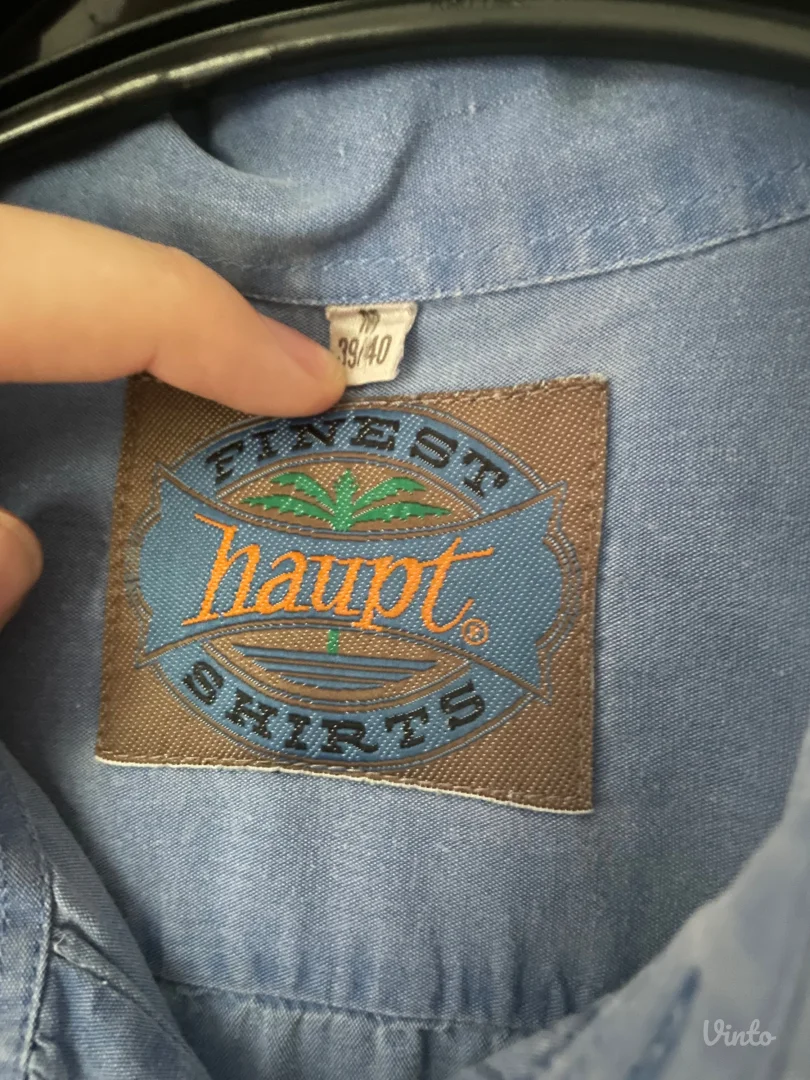 M
39/40
FINEST
haupt®
SHIRTS
Vinto